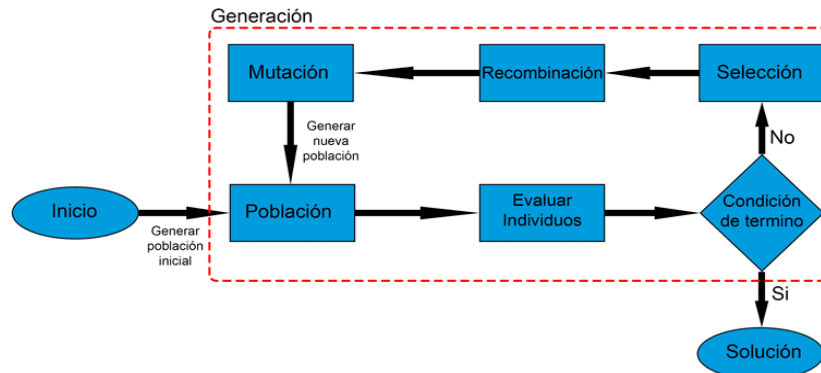 Generación
Mutación
Recombinación
Selección
Generar
nueva
población
No
Inicio
Generar
población
inicial
Población
Evaluar
Individuos
Condición
de termino
Si
Solución